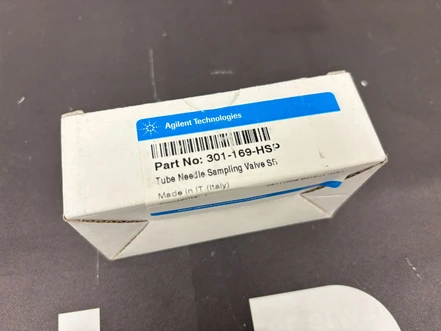 Agilent Technologies
Part No: 301-169-HSP
Tube Needle Sampling Valve
Made in IT (Italy)